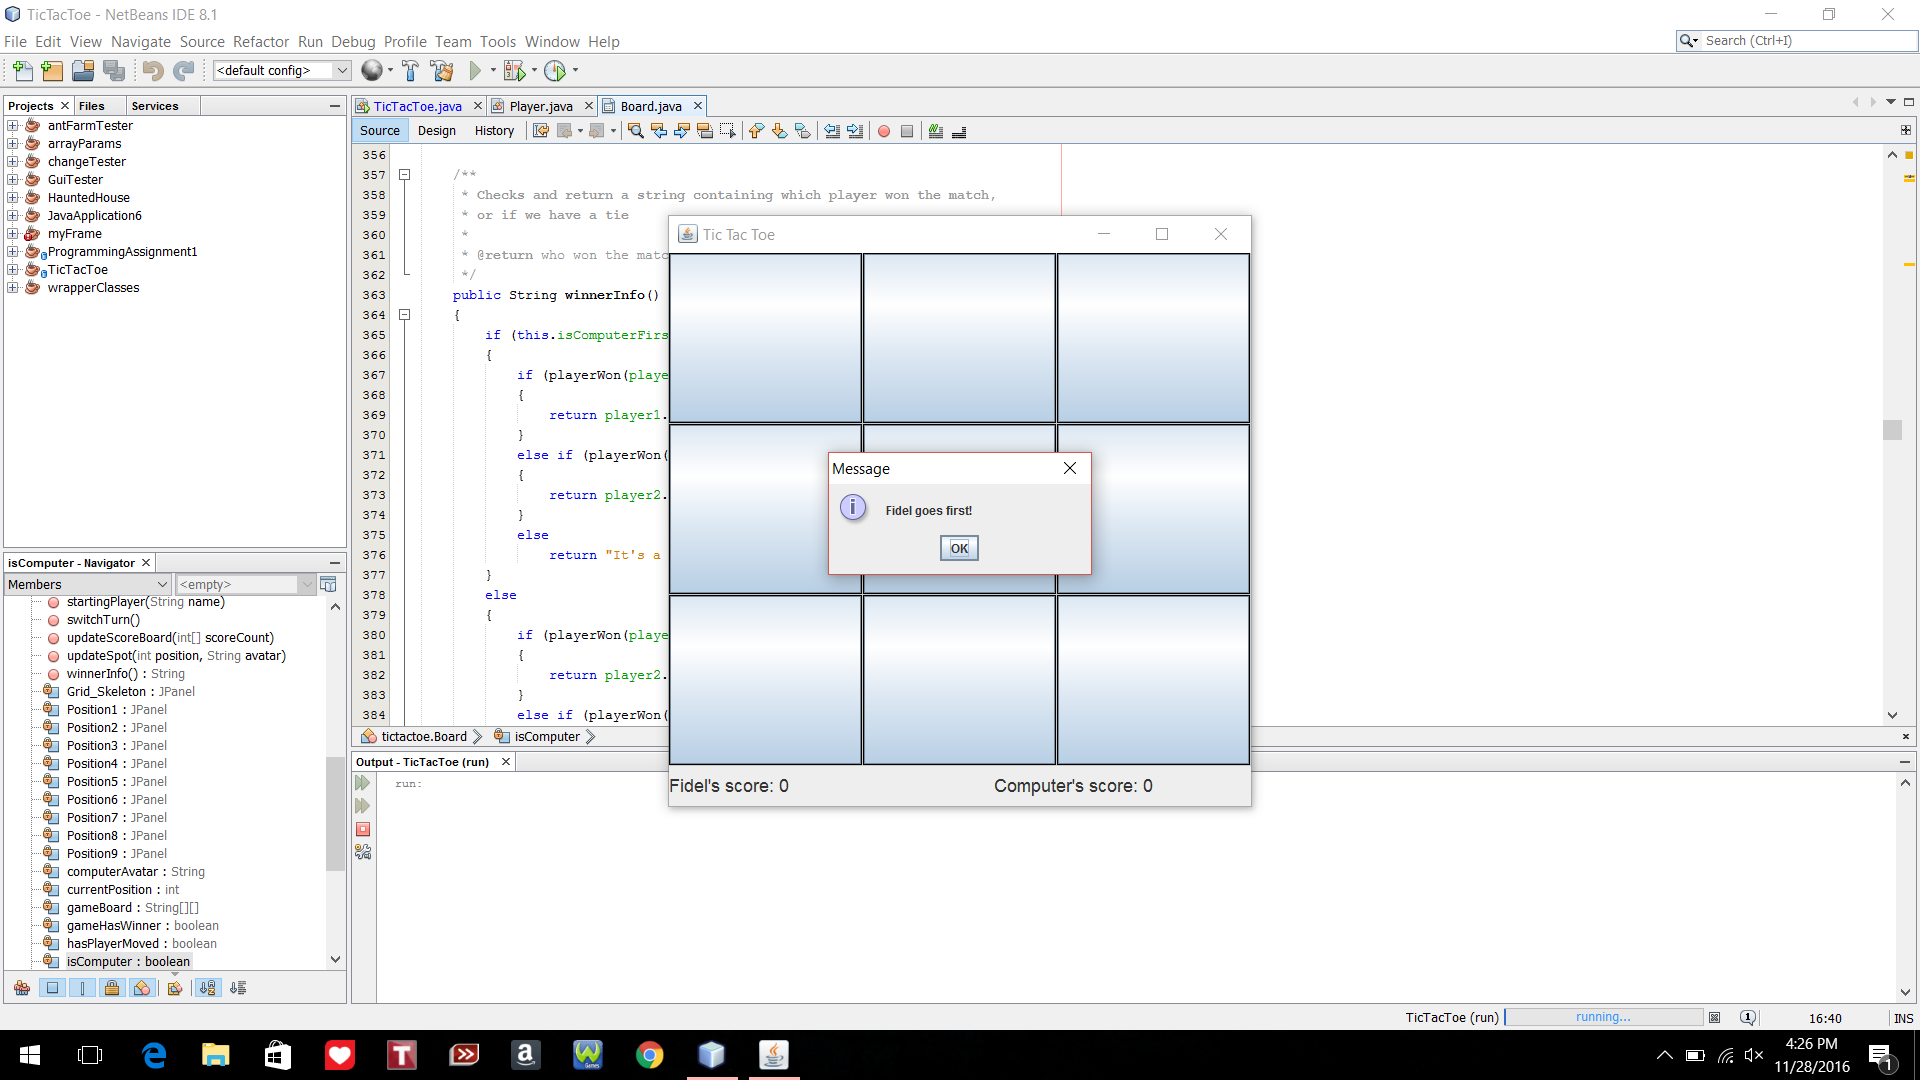 TicTacToe - NetBeans IDE 8.1
File Edit View Navigate Source Refactor Run Debug Profile Team Tools Window Help
Search (Ctrl+I)
<default config>
Projects Files Services
antFarmTester
arrayParams
changeTester
GuiTester
HauntedHouse
JavaApplication6
myFrame
ProgrammingAssignment1
TicTacToe
wrapperClasses
isComputer - Navigator
Members <empty>
startingPlayer(String name)
switchTurn()
updateScoreBoard(int[] scoreCount)
updateSpot(int position, String avatar)
winnerInfo() : String
Grid_Skeleton : JPanel
Position1 : JPanel
Position2 : JPanel
Position3 : JPanel
Position4 : JPanel
Position5 : JPanel
Position6 : JPanel
Position7 : JPanel
Position8 : JPanel
Position9 : JPanel
computerAvatar : String
currentPosition : int
gameBoard : String[][]
gameHasWinner : boolean
hasPlayerMoved : boolean
isComputer : boolean
TicTacToe.java Player.java Board.java
Source Design History
356
357 /**
358 * Checks and return a string containing which player won the match,
359 * or if we have a tie
360 *
361 * @return who won the matc
362 */
363 public String winnerInfo()
364 {
365 if (this.isComputerFirs
366 {
367 if (playerWon(playe
368 {
369 return player1.
370 }
371 else if (playerWon(
372 {
373 return player2.
374 }
375 else
376 return "It's a
377 }
378 else
379 {
380 if (playerWon(playe
381 {
382 return player2.
383 }
384 else if (playerWon(
tictactoe.Board isComputer
Output - TicTacToe (run)
run:
Tic Tac Toe
Message
Fidel goes first!
OK
Fidel's score: 0 Computer's score: 0
TicTacToe (run) running... 1 16:40 INS
4:26 PM
11/28/2016
1